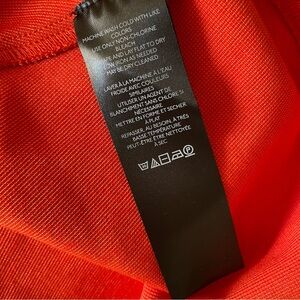 MACHINE WASH COLD WITH LIKE
COLORS
USE ONLY NON-CHLORINE
BLEACH
SHAPE AND LAY FLAT TO DRY
LOW IRON AS NEEDED
MAY BE DRY CLEANED
LAVER À LA MACHINE À L'EAU
FROIDE AVEC COULEURS
SIMILAIRES
UTILISER UN AGENT DE
BLANCHIMENT SANS CHLORE SI
NÉCESSAIRE
METTRE EN FORME ET SÉCHER
À PLAT
REPASSER, AU BESOIN, À TRÈS
BASSE TEMPÉRATURE
PEUT-ÊTRE ÊTRE NETTOYÉE
À SEC